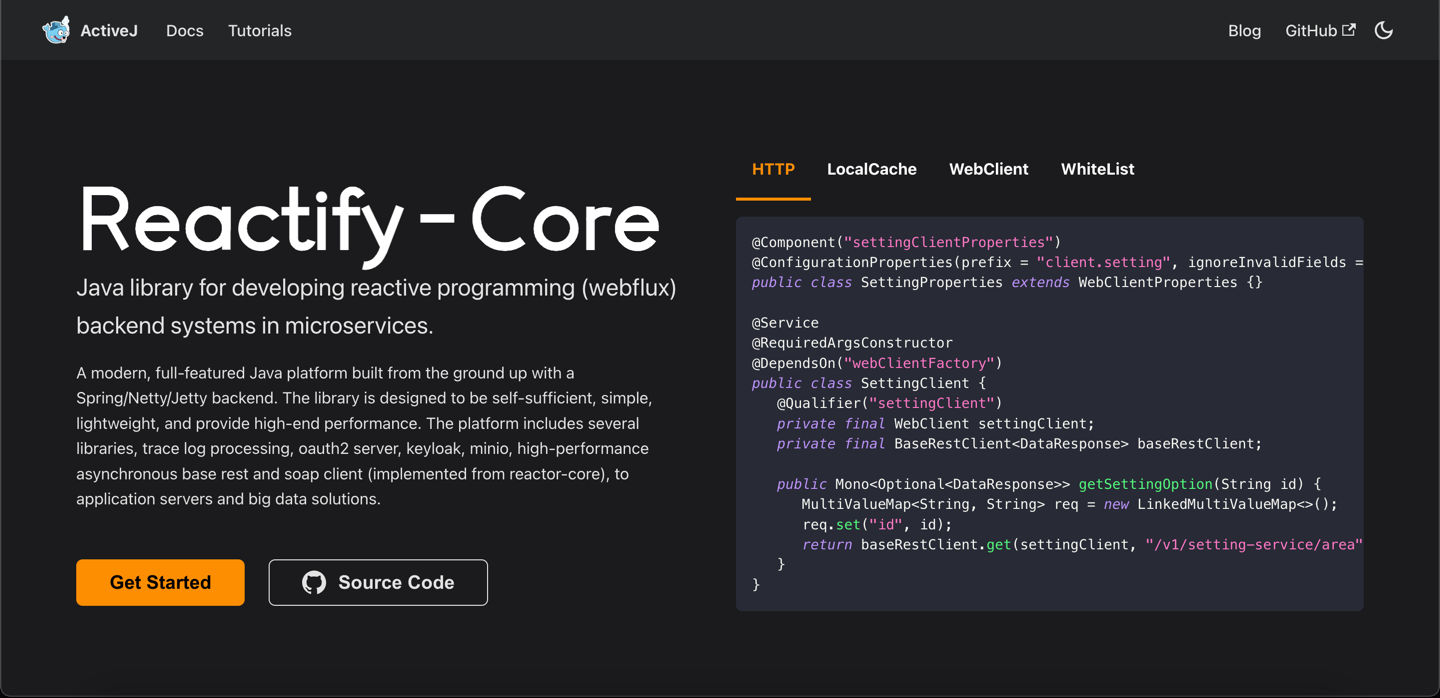 ActiveJ Docs Tutorials Blog GitHub
Reactify - Core
Java library for developing reactive programming (webflux)
backend systems in microservices.
A modern, full-featured Java platform built from the ground up with a
Spring/Netty/Jetty backend. The library is designed to be self-sufficient, simple,
lightweight, and provide high-end performance. The platform includes several
libraries, trace log processing, oauth2 server, keyloak, minio, high-performance
asynchronous base rest and soap client (implemented from reactor-core), to
application servers and big data solutions.
Get Started
Source Code
HTTP LocalCache WebClient WhiteList
@Component("settingClientProperties")
@ConfigurationProperties(prefix = "client.setting", ignoreInvalidFields =
public class SettingProperties extends WebClientProperties {}
@Service
@RequiredArgsConstructor
@DependsOn("webClientFactory")
public class SettingClient {
@Qualifier("settingClient")
private final WebClient settingClient;
private final BaseRestClient<DataResponse> baseRestClient;
public Mono<Optional<DataResponse>> getSettingOption(String id) {
MultiValueMap<String, String> req = new LinkedMultiValueMap<>();
req.set("id", id);
return baseRestClient.get(settingClient, "/v1/setting-service/area"
}
}